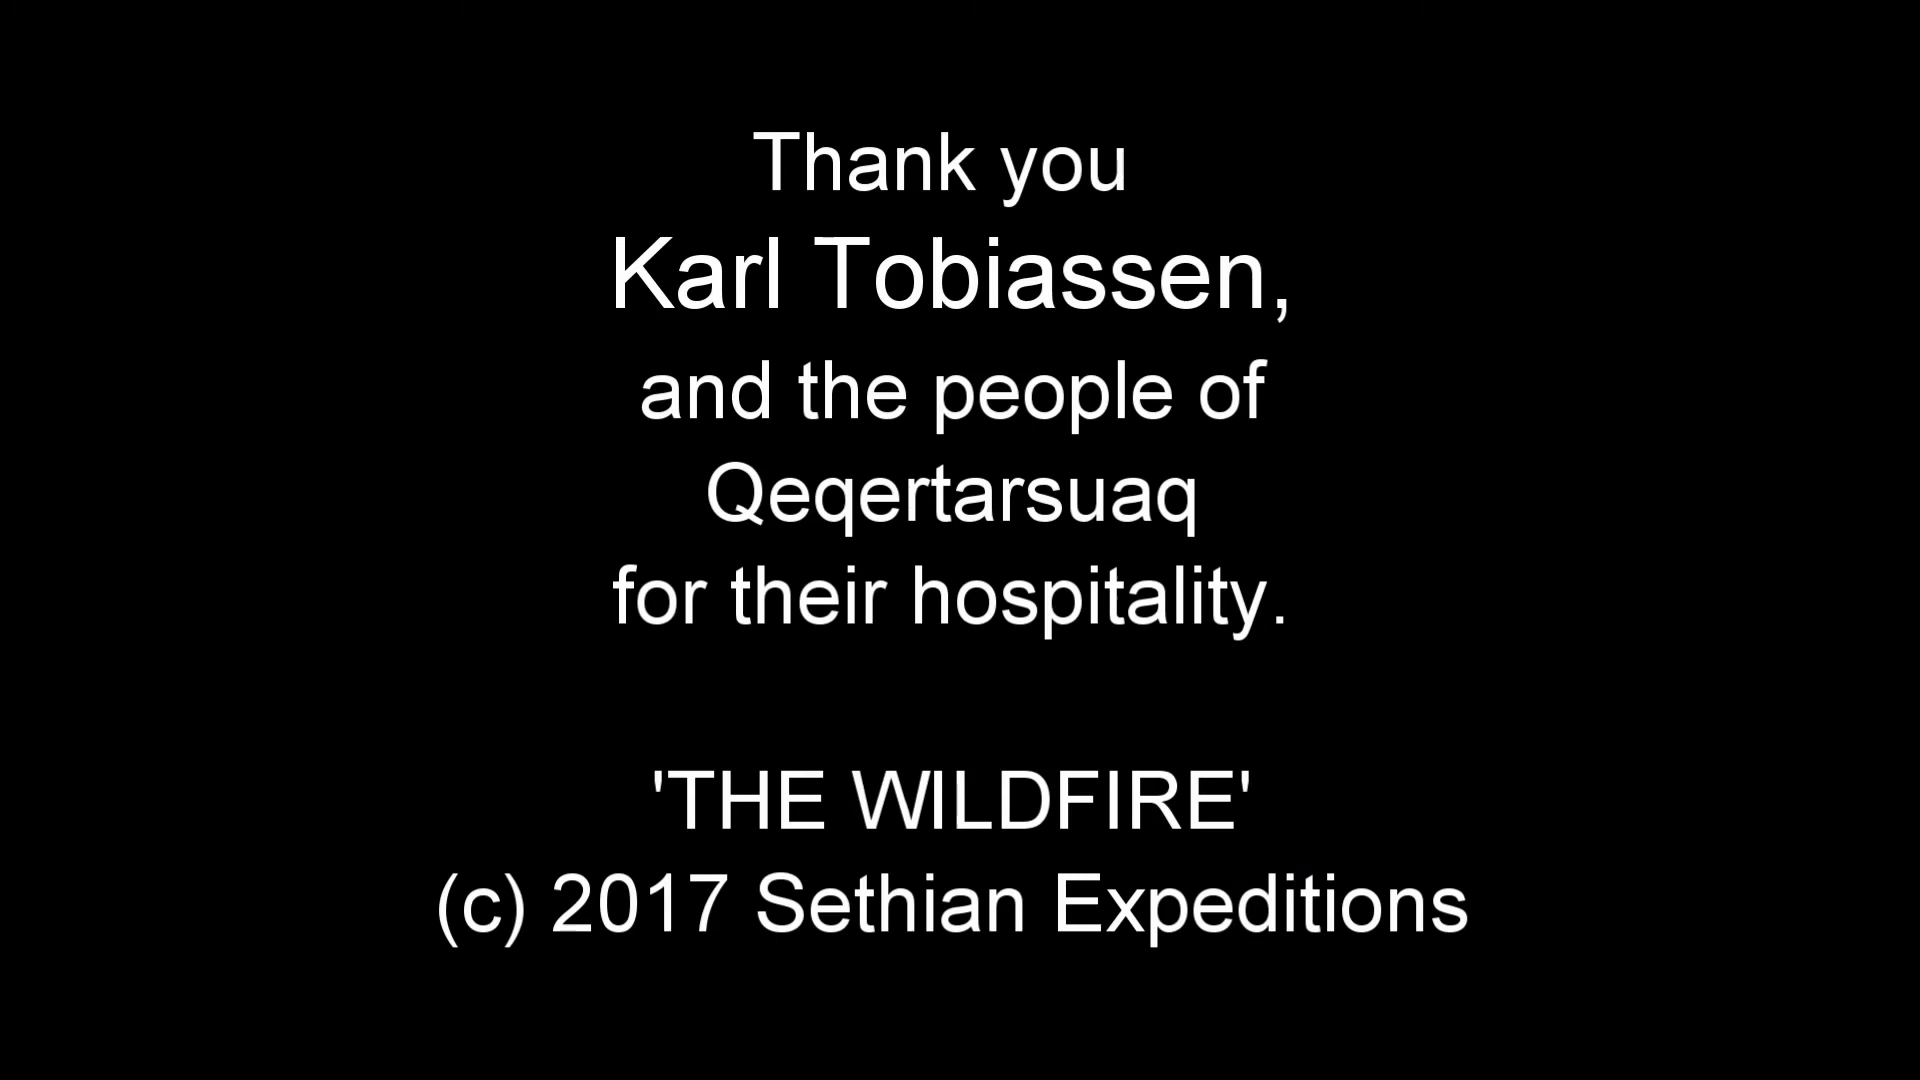 Thank you
Karl Tobiassen,
and the people of
Qeqertarsuaq
for their hospitality.
'THE WILDFIRE'
(c) 2017 Sethian Expeditions